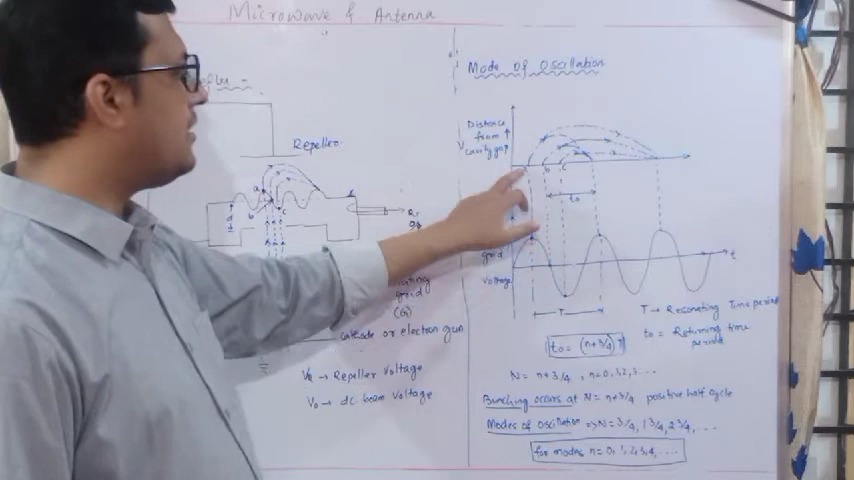 Microwave & Antenna
Repeller
a
b
c
d
grid
(G)
cathode or electron gun
VR → Repeller Voltage
V0 → dc beam Voltage
Mode of Oscillation
Distance
from
cavity gap
b
c
t0
grid
Voltage
t
T
T → Resonating Time period
t0 = Returning time
period
t0 = (n+3/4) T
N = n+3/4 , n=0,1,2,3....
Bunching occurs at N = n+3/4 positive half cycle
Modes of oscillation => N = 3/4, 1 3/4, 2 3/4, ...
for modes n = 0, 1, 2, 3, 4, ....